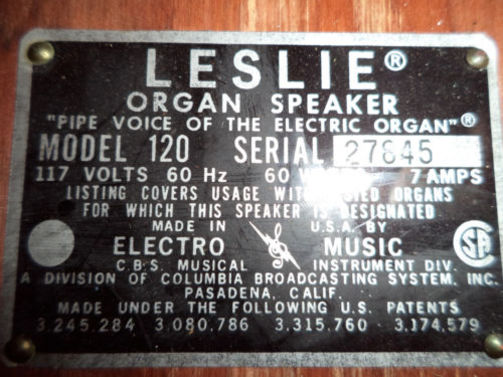 LESLIE®
ORGAN SPEAKER
"PIPE VOICE OF THE ELECTRIC ORGAN"®
MODEL 120 SERIAL 27845
117 VOLTS 60 Hz 60 7 AMPS
LISTING COVERS USAGE ORGANS
FOR WHICH THIS SPEAKER IS DESIGNATED
MADE IN U.S.A. BY
ELECTRO MUSIC
C.B.S. MUSICAL INSTRUMENT DIV.
A DIVISION OF COLUMBIA BROADCASTING SYSTEM, INC.
PASADENA, CALIF.
MADE UNDER THE FOLLOWING U.S. PATENTS
3,245,284 3,080,786 3,315,760 3,174,579
SA